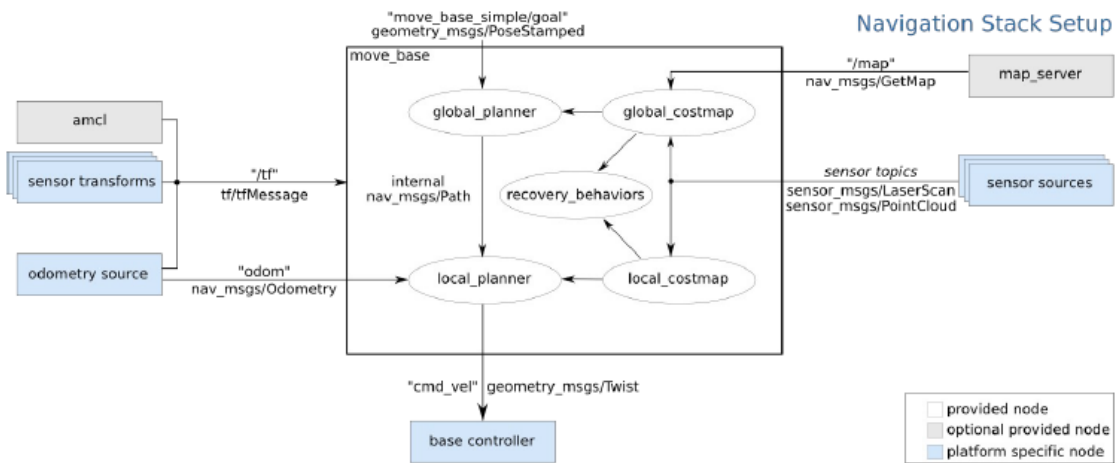 "move_base_simple/goal"
geometry_msgs/PoseStamped
Navigation Stack Setup
move_base
"/map"
nav_msgs/GetMap
map_server
global_planner
global_costmap
amcl
sensor transforms
"/tf"
tf/tfMessage
internal
nav_msgs/Path
recovery_behaviors
sensor topics
sensor_msgs/LaserScan
sensor_msgs/PointCloud
sensor sources
odometry source
"odom"
nav_msgs/Odometry
local_planner
local_costmap
"cmd_vel" geometry_msgs/Twist
base controller
provided node
optional provided node
platform specific node